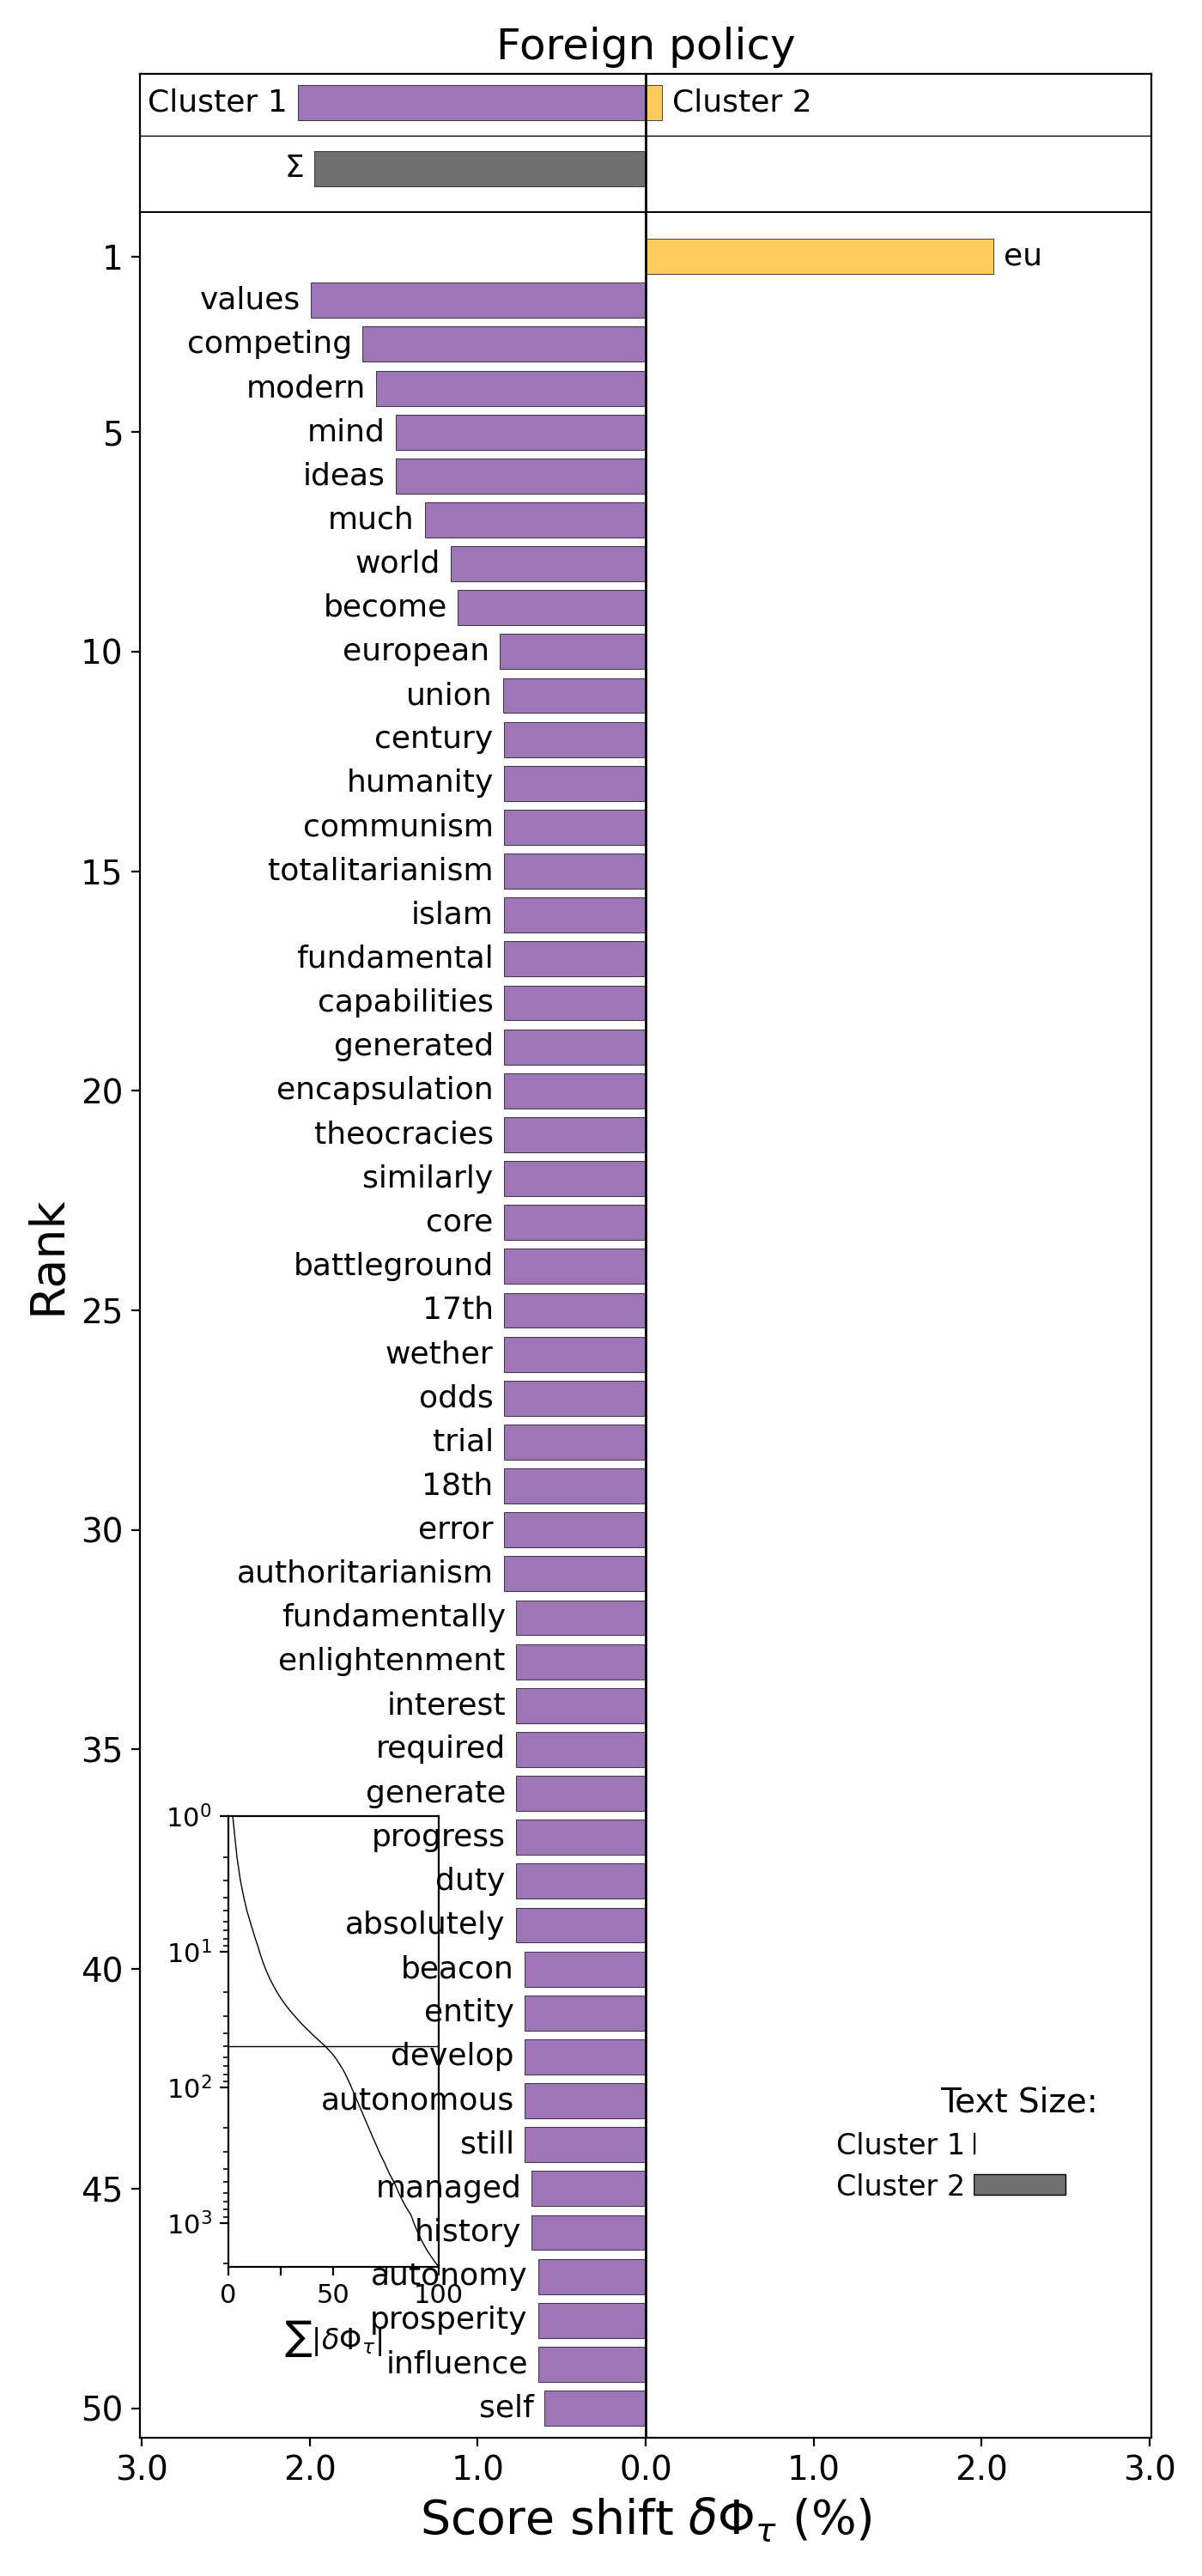 Foreign policy
Cluster 1 Cluster 2
Σ
1 eu
values
competing
modern
5 mind
ideas
much
world
become
10 european
union
century
humanity
communism
15 totalitarianism
islam
fundamental
capabilities
generated
20 encapsulation
theocracies
similarly
core
battleground
25 17th
wether
odds
trial
18th
30 error
authoritarianism
fundamentally
enlightenment
interest
35 required
generate
progress
duty
absolutely
40 beacon
entity
develop
autonomous
still
45 managed
history
autonomy
prosperity
influence
50 self
Rank
10⁰
10¹
10²
10³
0 50 100
∑|δΦ_τ|
Text Size:
Cluster 1
Cluster 2
3.0 2.0 1.0 0.0 1.0 2.0 3.0
Score shift δΦ_τ (%)